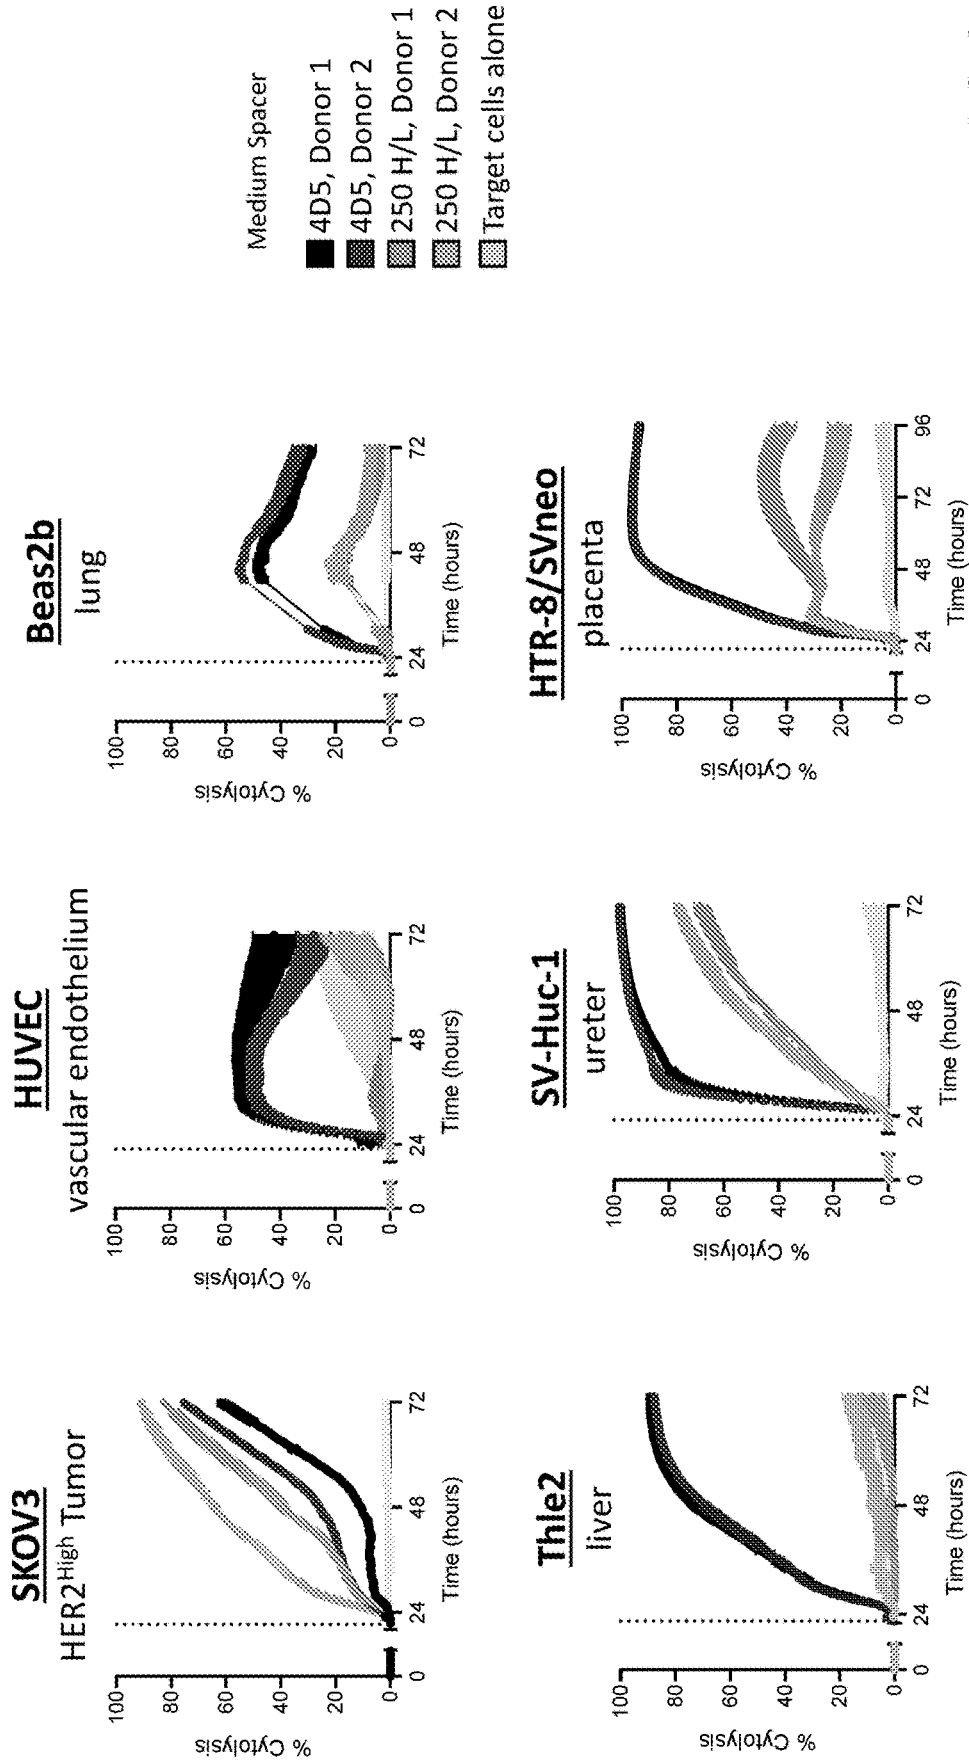 SKOV3
HER2High Tumor
100
80
60
40
20
0
% Cytolysis
0
24
48
72
Time (hours)
HUVEC
vascular endothelium
100
80
60
40
20
0
% Cytolysis
0
24
48
72
Time (hours)
Beas2b
lung
100
80
60
40
20
0
% Cytolysis
0
24
48
72
Time (hours)
Medium Spacer
4D5, Donor 1
4D5, Donor 2
250 H/L, Donor 1
250 H/L, Donor 2
Target cells alone
Thle2
liver
100
80
60
40
20
0
% Cytolysis
0
24
48
72
Time (hours)
SV-Huc-1
ureter
100
80
60
40
20
0
% Cytolysis
0
24
48
72
Time (hours)
HTR-8/SVneo
placenta
100
80
60
40
20
0
% Cytolysis
0
24
48
72
96
Time (hours)